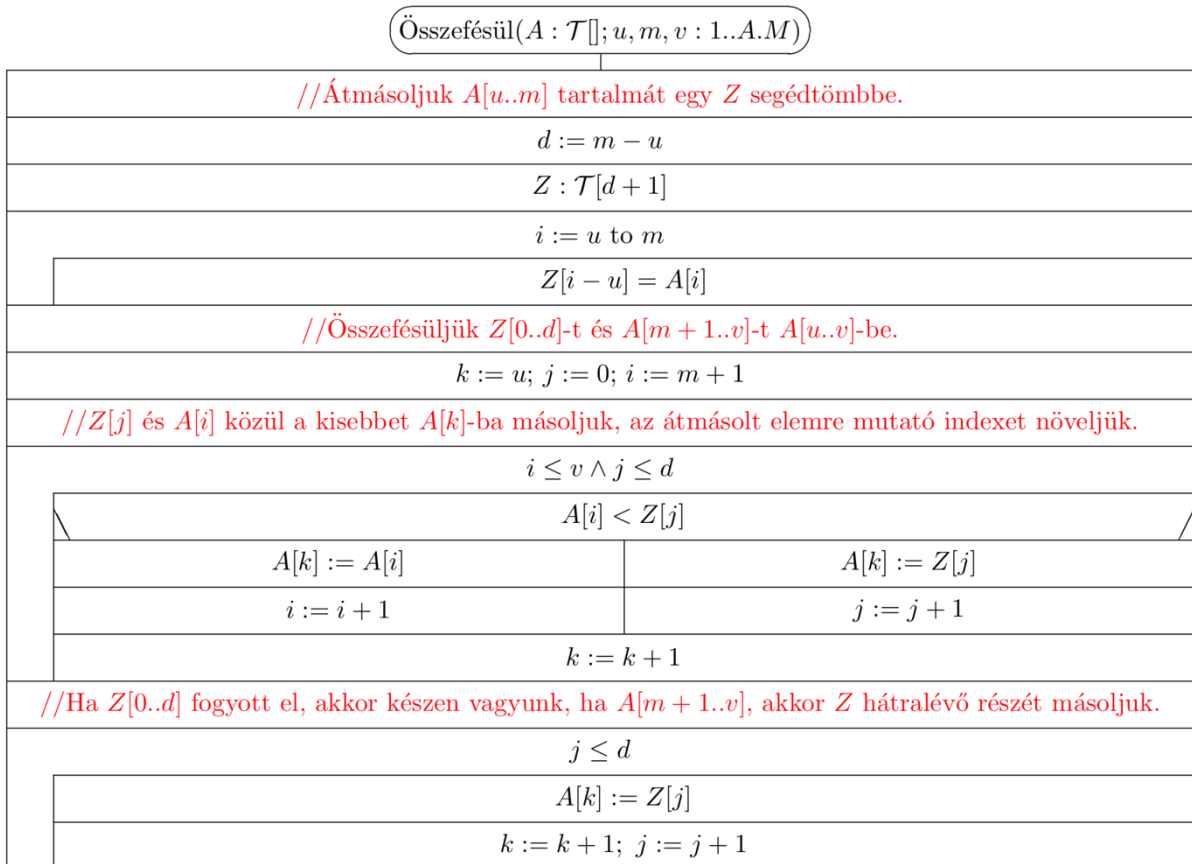 Összefésül(A : 𝒯[]; u, m, v : 1..A.M)
//Átmásoljuk A[u..m] tartalmát egy Z segédtömbbe.
d := m − u
Z : 𝒯[d + 1]
i := u to m
Z[i − u] = A[i]
//Összefésüljük Z[0..d]-t és A[m + 1..v]-t A[u..v]-be.
k := u; j := 0; i := m + 1
//Z[j] és A[i] közül a kisebbet A[k]-ba másoljuk, az átmásolt elemre mutató indexet növeljük.
i ≤ v ∧ j ≤ d
A[i] < Z[j]
A[k] := A[i]
A[k] := Z[j]
i := i + 1
j := j + 1
k := k + 1
//Ha Z[0..d] fogyott el, akkor készen vagyunk, ha A[m + 1..v], akkor Z hátralévő részét másoljuk.
j ≤ d
A[k] := Z[j]
k := k + 1; j := j + 1